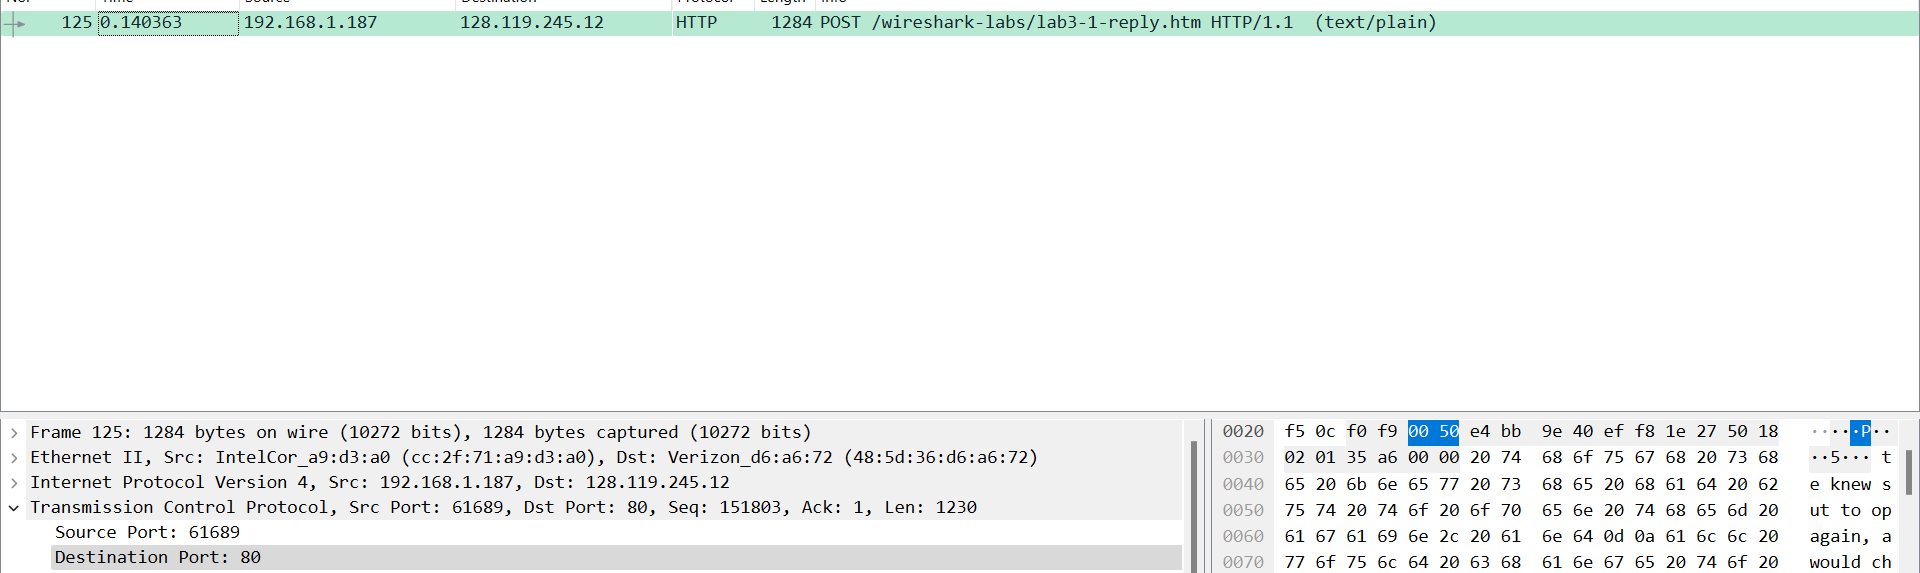 No. Time Source Destination Protocol Length Info
125 0.140363 192.168.1.187 128.119.245.12 HTTP 1284 POST /wireshark-labs/lab3-1-reply.htm HTTP/1.1 (text/plain)
Frame 125: 1284 bytes on wire (10272 bits), 1284 bytes captured (10272 bits)
Ethernet II, Src: IntelCor_a9:d3:a0 (cc:2f:71:a9:d3:a0), Dst: Verizon_d6:a6:72 (48:5d:36:d6:a6:72)
Internet Protocol Version 4, Src: 192.168.1.187, Dst: 128.119.245.12
Transmission Control Protocol, Src Port: 61689, Dst Port: 80, Seq: 151803, Ack: 1, Len: 1230
Source Port: 61689
Destination Port: 80
0020 f5 0c f0 f9 00 50 e4 bb 9e 40 ef f8 1e 27 50 18 ·····P··
0030 02 01 35 a6 00 00 20 74 68 6f 75 67 68 20 73 68 ··5··· t
0040 65 20 6b 6e 65 77 20 73 68 65 20 68 61 64 20 62 e knew s
0050 75 74 20 74 6f 20 6f 70 65 6e 20 74 68 65 6d 20 ut to op
0060 61 67 61 69 6e 2c 20 61 6e 64 0d 0a 61 6c 6c 20 again, a
0070 77 6f 75 6c 64 20 63 68 61 6e 67 65 20 74 6f 20 would ch